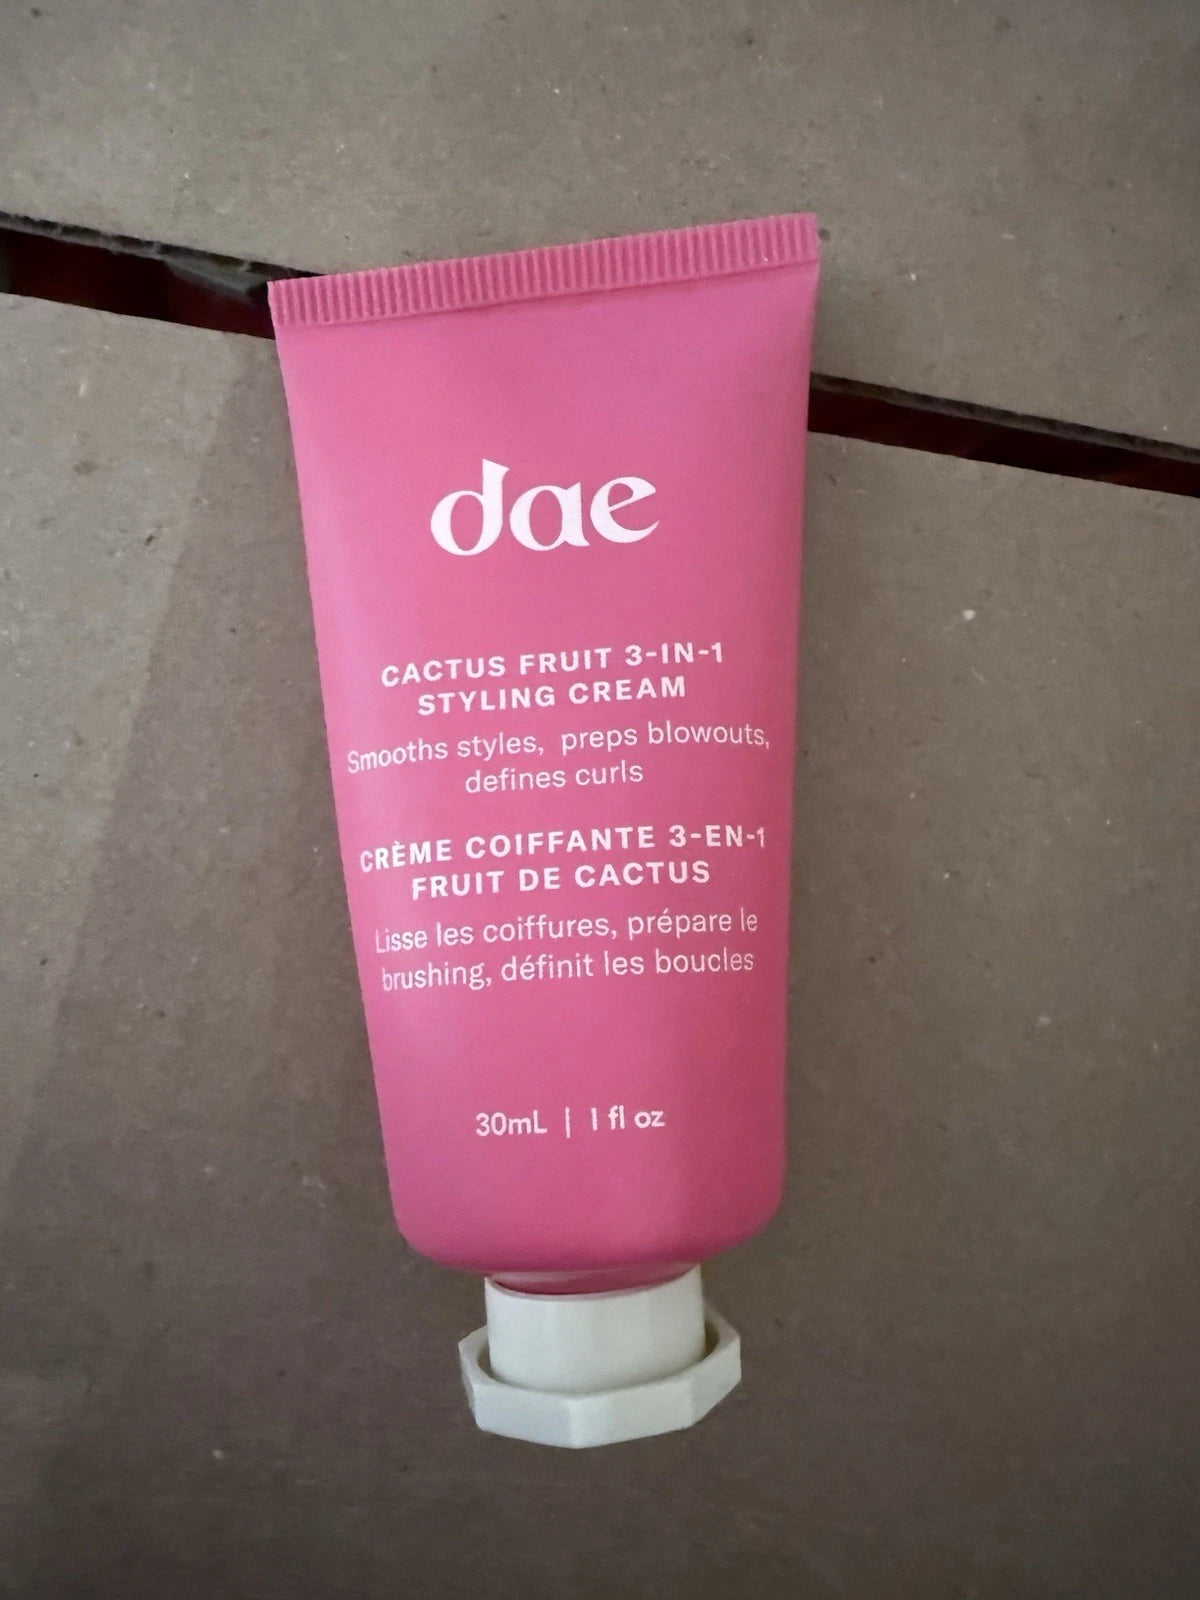 dae
CACTUS FRUIT 3-IN-1
STYLING CREAM
Smooths styles, preps blowouts,
defines curls
CRÈME COIFFANTE 3-EN-1
FRUIT DE CACTUS
Lisse les coiffures, prépare le
brushing, définit les boucles
30mL | 1 fl oz